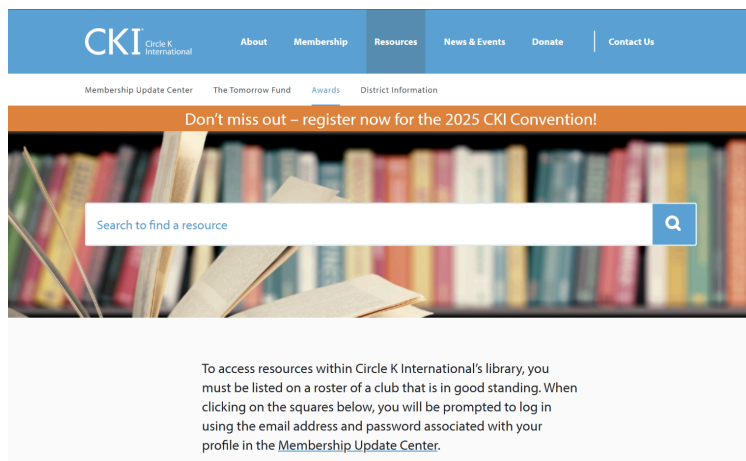 CKI Circle K
International
About Membership Resources News & Events Donate Contact Us
Membership Update Center The Tomorrow Fund Awards District Information
Don't miss out – register now for the 2025 CKI Convention!
Search to find a resource
To access resources within Circle K International's library, you
must be listed on a roster of a club that is in good standing. When
clicking on the squares below, you will be prompted to log in
using the email address and password associated with your
profile in the Membership Update Center.